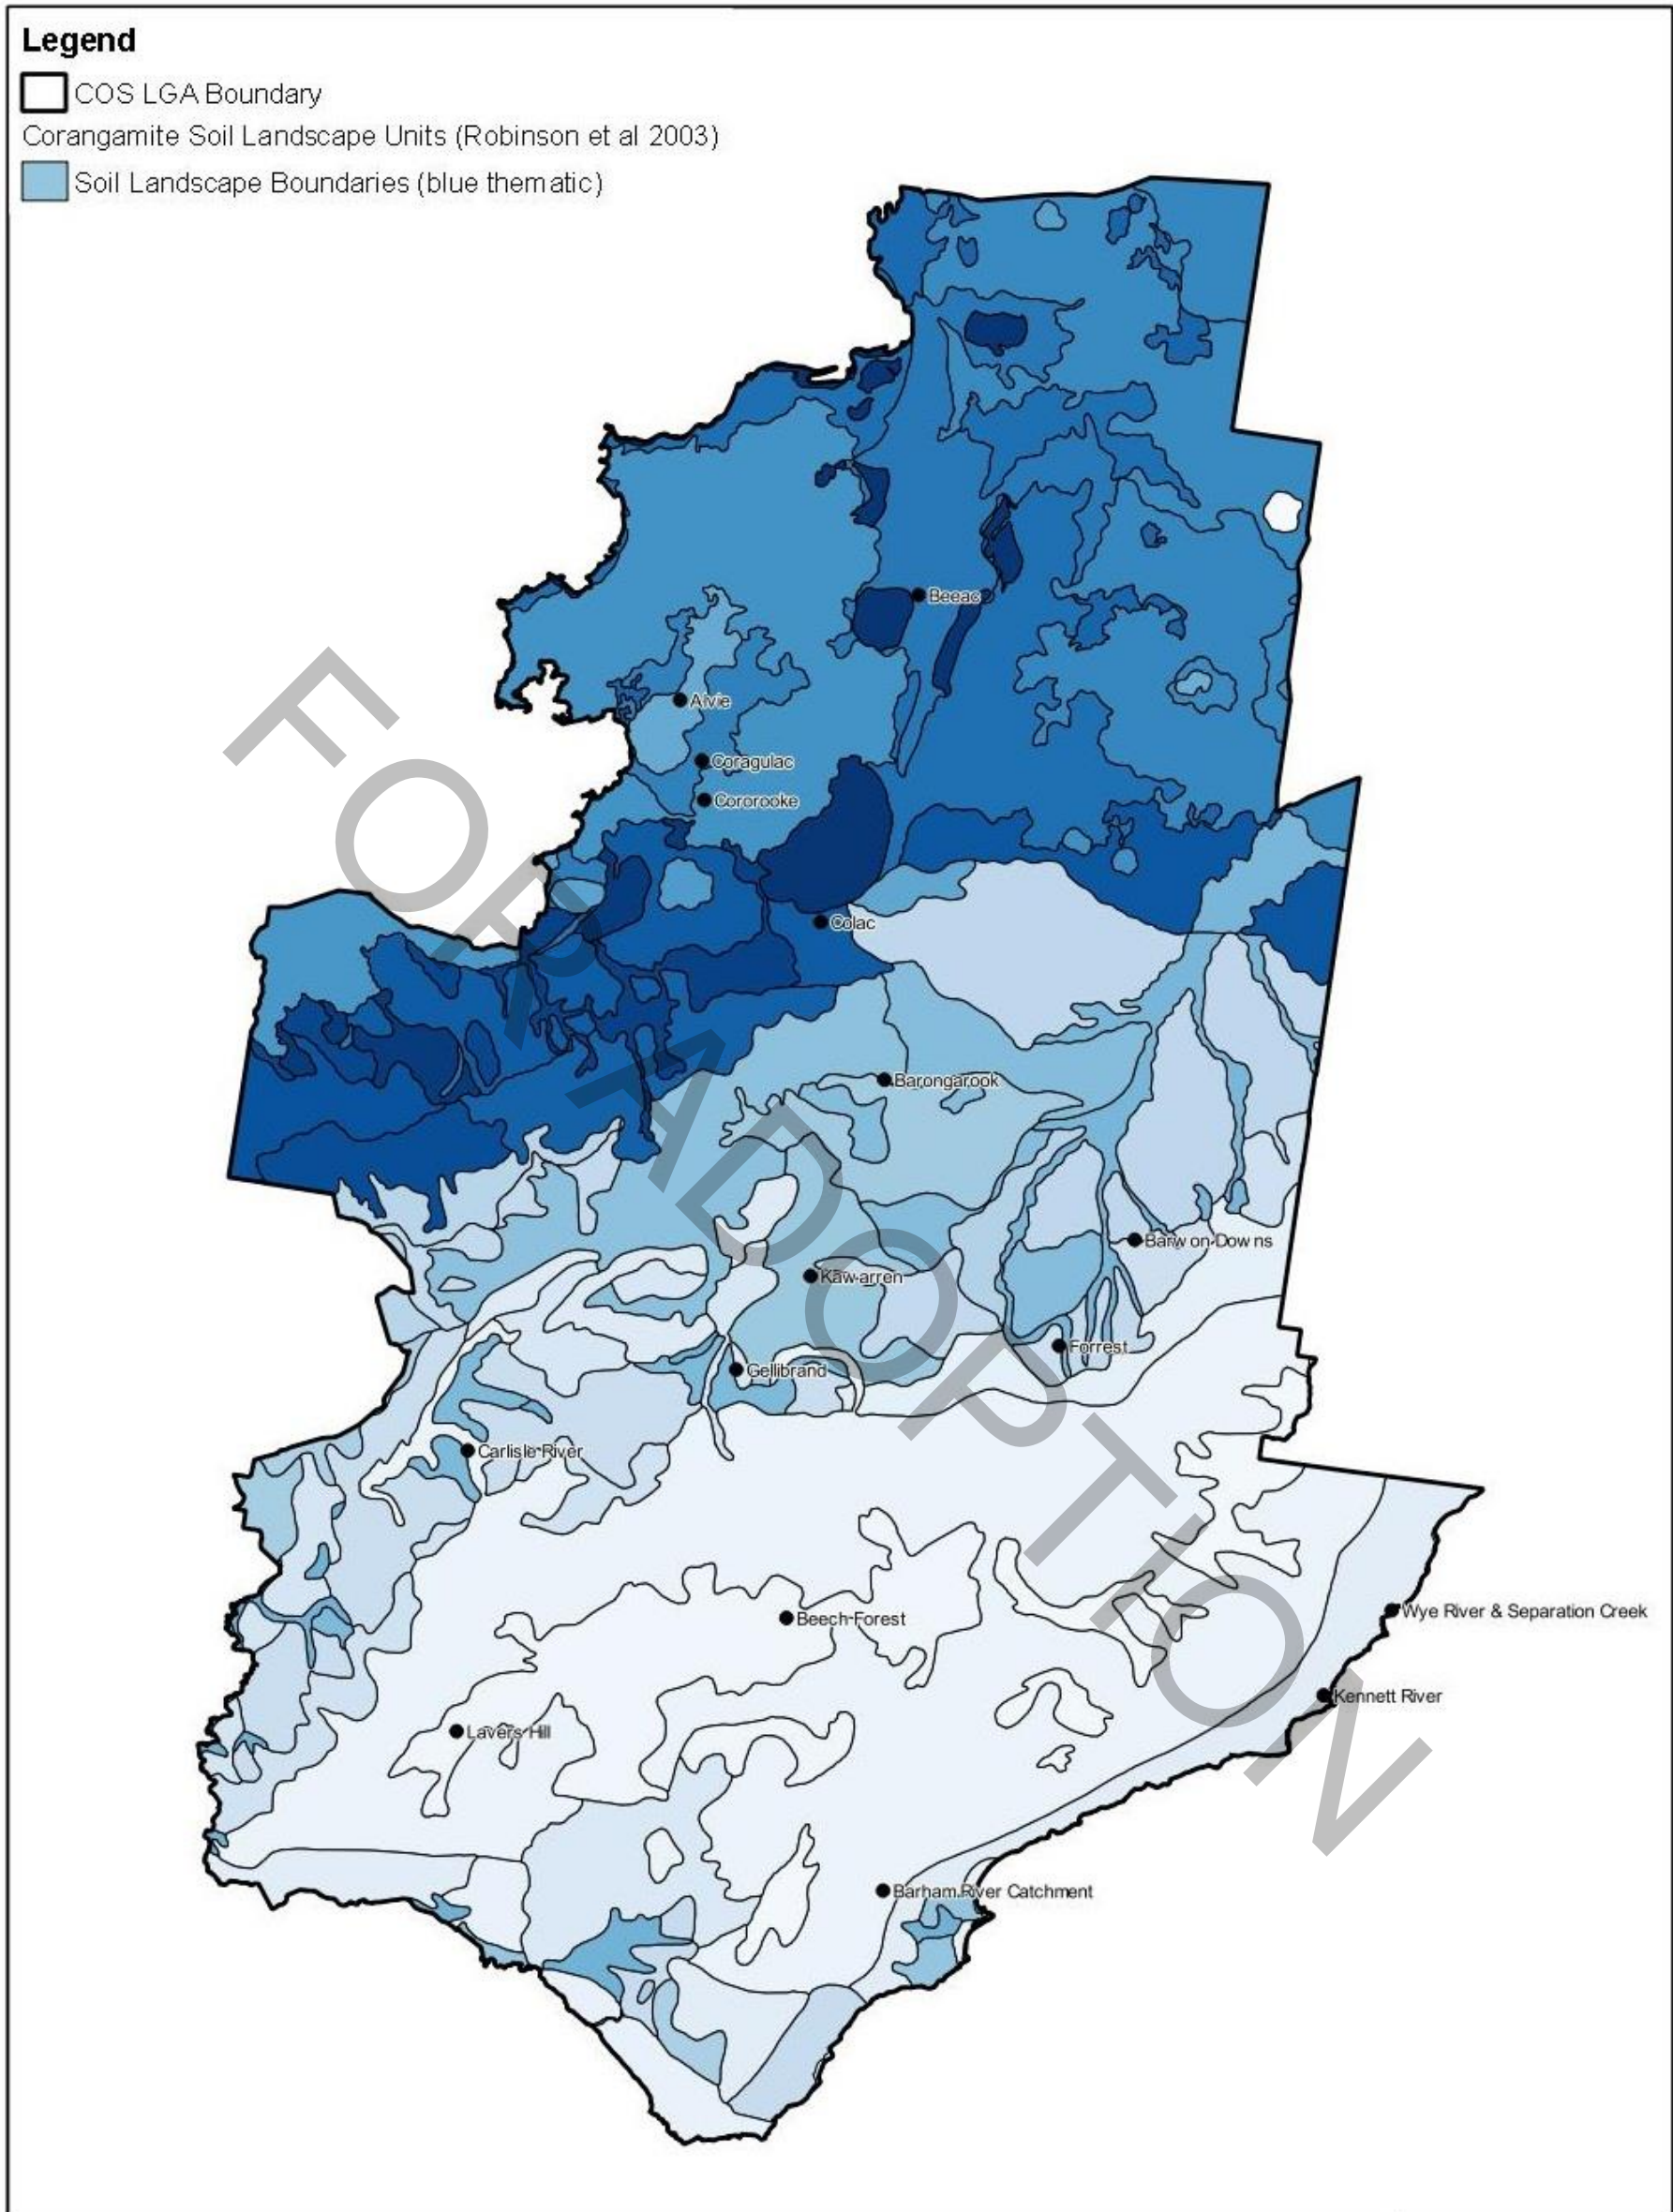 Legend
COS LGA Boundary
Corangamite Soil Landscape Units (Robinson et al 2003)
Soil Landscape Boundaries (blue thematic)
Beeac
Alvie
Coragulac
Cororooke
Colac
Barongarook
Barwon Downs
Kawarren
Forrest
Gellibrand
Carlisle River
Wye River & Separation Creek
Beech Forest
Kennett River
Lavers Hill
Barham River Catchment
FOR ADOPTION